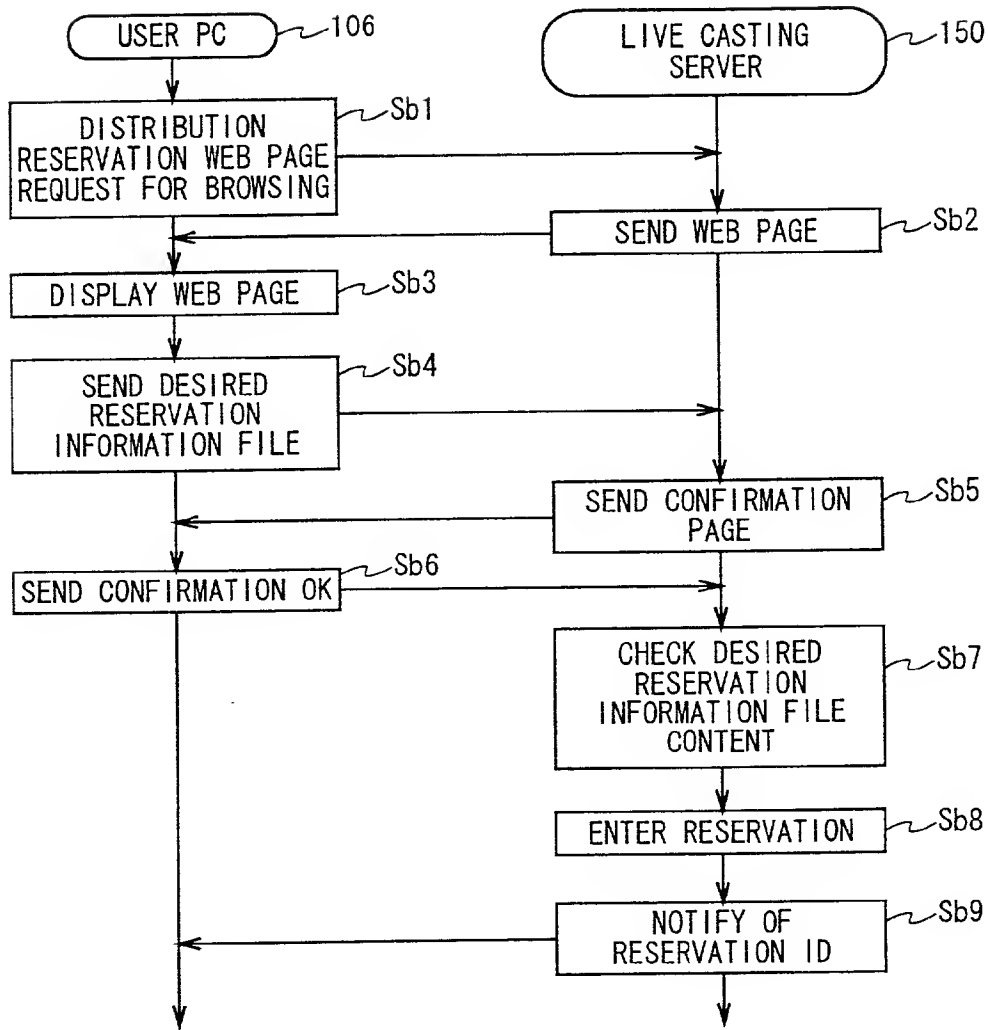 USER PC
106
LIVE CASTING
SERVER
150
Sb1
DISTRIBUTION
RESERVATION WEB PAGE
REQUEST FOR BROWSING
SEND WEB PAGE
Sb2
DISPLAY WEB PAGE
Sb3
SEND DESIRED
RESERVATION
INFORMATION FILE
Sb4
SEND CONFIRMATION
PAGE
Sb5
SEND CONFIRMATION OK
Sb6
CHECK DESIRED
RESERVATION
INFORMATION FILE
CONTENT
Sb7
ENTER RESERVATION
Sb8
NOTIFY OF
RESERVATION ID
Sb9